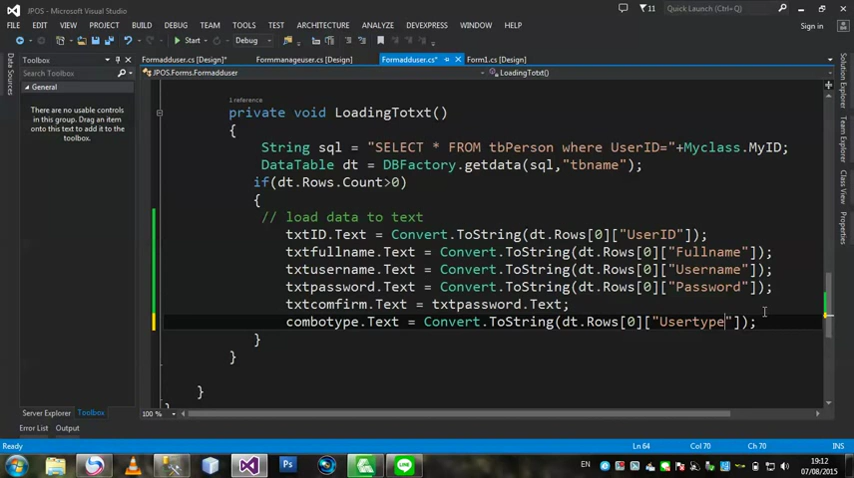 JPOS - Microsoft Visual Studio
11
Quick Launch (Ctrl+Q)
FILE EDIT VIEW PROJECT BUILD DEBUG TEAM TOOLS TEST ARCHITECTURE ANALYZE DEVEXPRESS WINDOW HELP
Sign in
Start Debug
Toolbox
Formadduser.cs [Design]* Formmanageuse.cs [Design] Formadduser.cs* Form1.cs [Design]
Search Toolbox
JPOS.Forms.Formadduser LoadingTotxt()
General
There are no usable controls
in this group. Drag an item
onto this text to add it to the
toolbox.
1 reference
private void LoadingTotxt()
{
String sql = "SELECT * FROM tbPerson where UserID="+Myclass.MyID;
DataTable dt = DBFactory.getdata(sql,"tbname");
if(dt.Rows.Count>0)
{
// load data to text
txtID.Text = Convert.ToString(dt.Rows[0]["UserID"]);
txtfullname.Text = Convert.ToString(dt.Rows[0]["Fullname"]);
txtusername.Text = Convert.ToString(dt.Rows[0]["Username"]);
txtpassword.Text = Convert.ToString(dt.Rows[0]["Password"]);
txtcomfirm.Text = txtpassword.Text;
combotype.Text = Convert.ToString(dt.Rows[0]["Usertype"]);
}
}
}
Data Sources
Solution Explorer
Team Explorer
Class View
Properties
Server Explorer Toolbox
100 %
Error List Output
Ready Ln 64 Col 70 Ch 70 INS
EN
19:12
07/08/2015